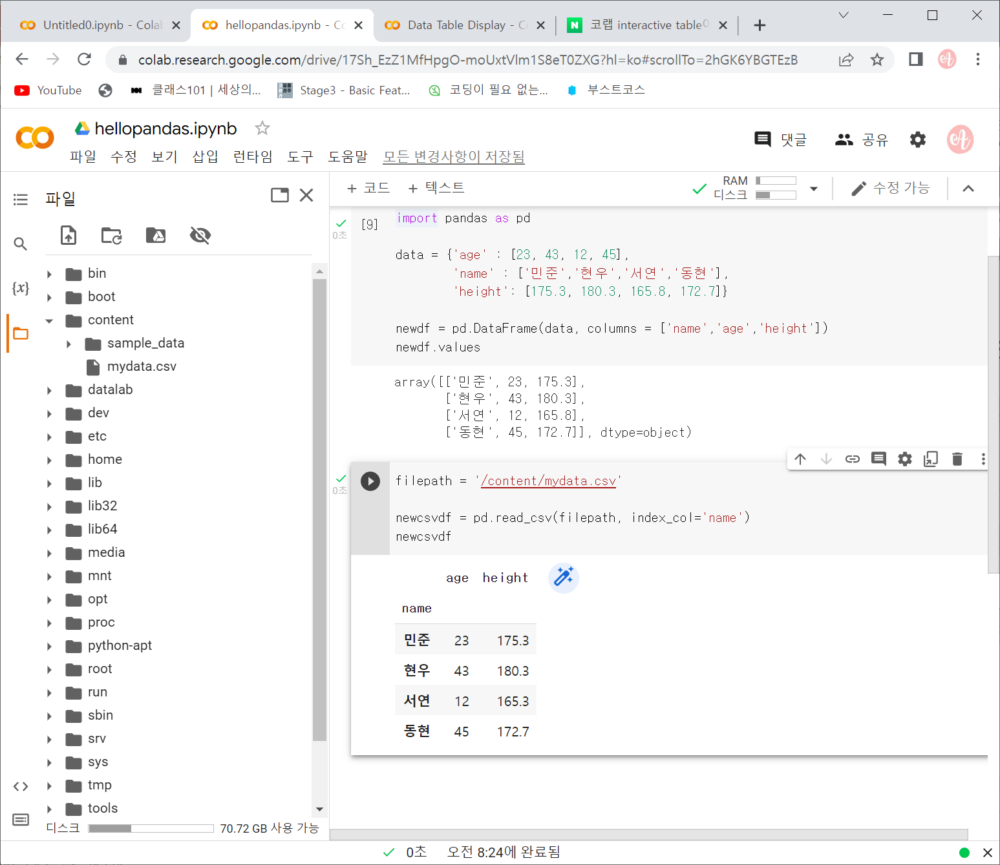 Untitled0.ipynb - Colab
hellopandas.ipynb - Co
Data Table Display - Co
코랩 interactive table
colab.research.google.com/drive/17Sh_EzZ1MfHpgO-moUxtVlm1S8eT0ZXG?hl=ko#scrollTo=2hGK6YBGTEzB
YouTube
클래스101 | 세상의...
Stage3 - Basic Feat...
코딩이 필요 없는...
부스트코스
hellopandas.ipynb
댓글
공유
파일 수정 보기 삽입 런타임 도구 도움말 모든 변경사항이 저장됨
파일
+ 코드 + 텍스트
RAM
디스크
수정 가능
{x}
bin
boot
content
sample_data
mydata.csv
datalab
dev
etc
home
lib
lib32
lib64
media
mnt
opt
proc
python-apt
root
run
sbin
srv
sys
tmp
tools
디스크 70.72 GB 사용 가능
0초
[9]
import pandas as pd
data = {'age' : [23, 43, 12, 45],
'name' : ['민준','현우','서연','동현'],
'height': [175.3, 180.3, 165.8, 172.7]}
newdf = pd.DataFrame(data, columns = ['name','age','height'])
newdf.values
array([['민준', 23, 175.3],
['현우', 43, 180.3],
['서연', 12, 165.8],
['동현', 45, 172.7]], dtype=object)
0초
filepath = '/content/mydata.csv'
newcsvdf = pd.read_csv(filepath, index_col='name')
newcsvdf
age height
name
민준 23 175.3
현우 43 180.3
서연 12 165.3
동현 45 172.7
0초 오전 8:24에 완료됨